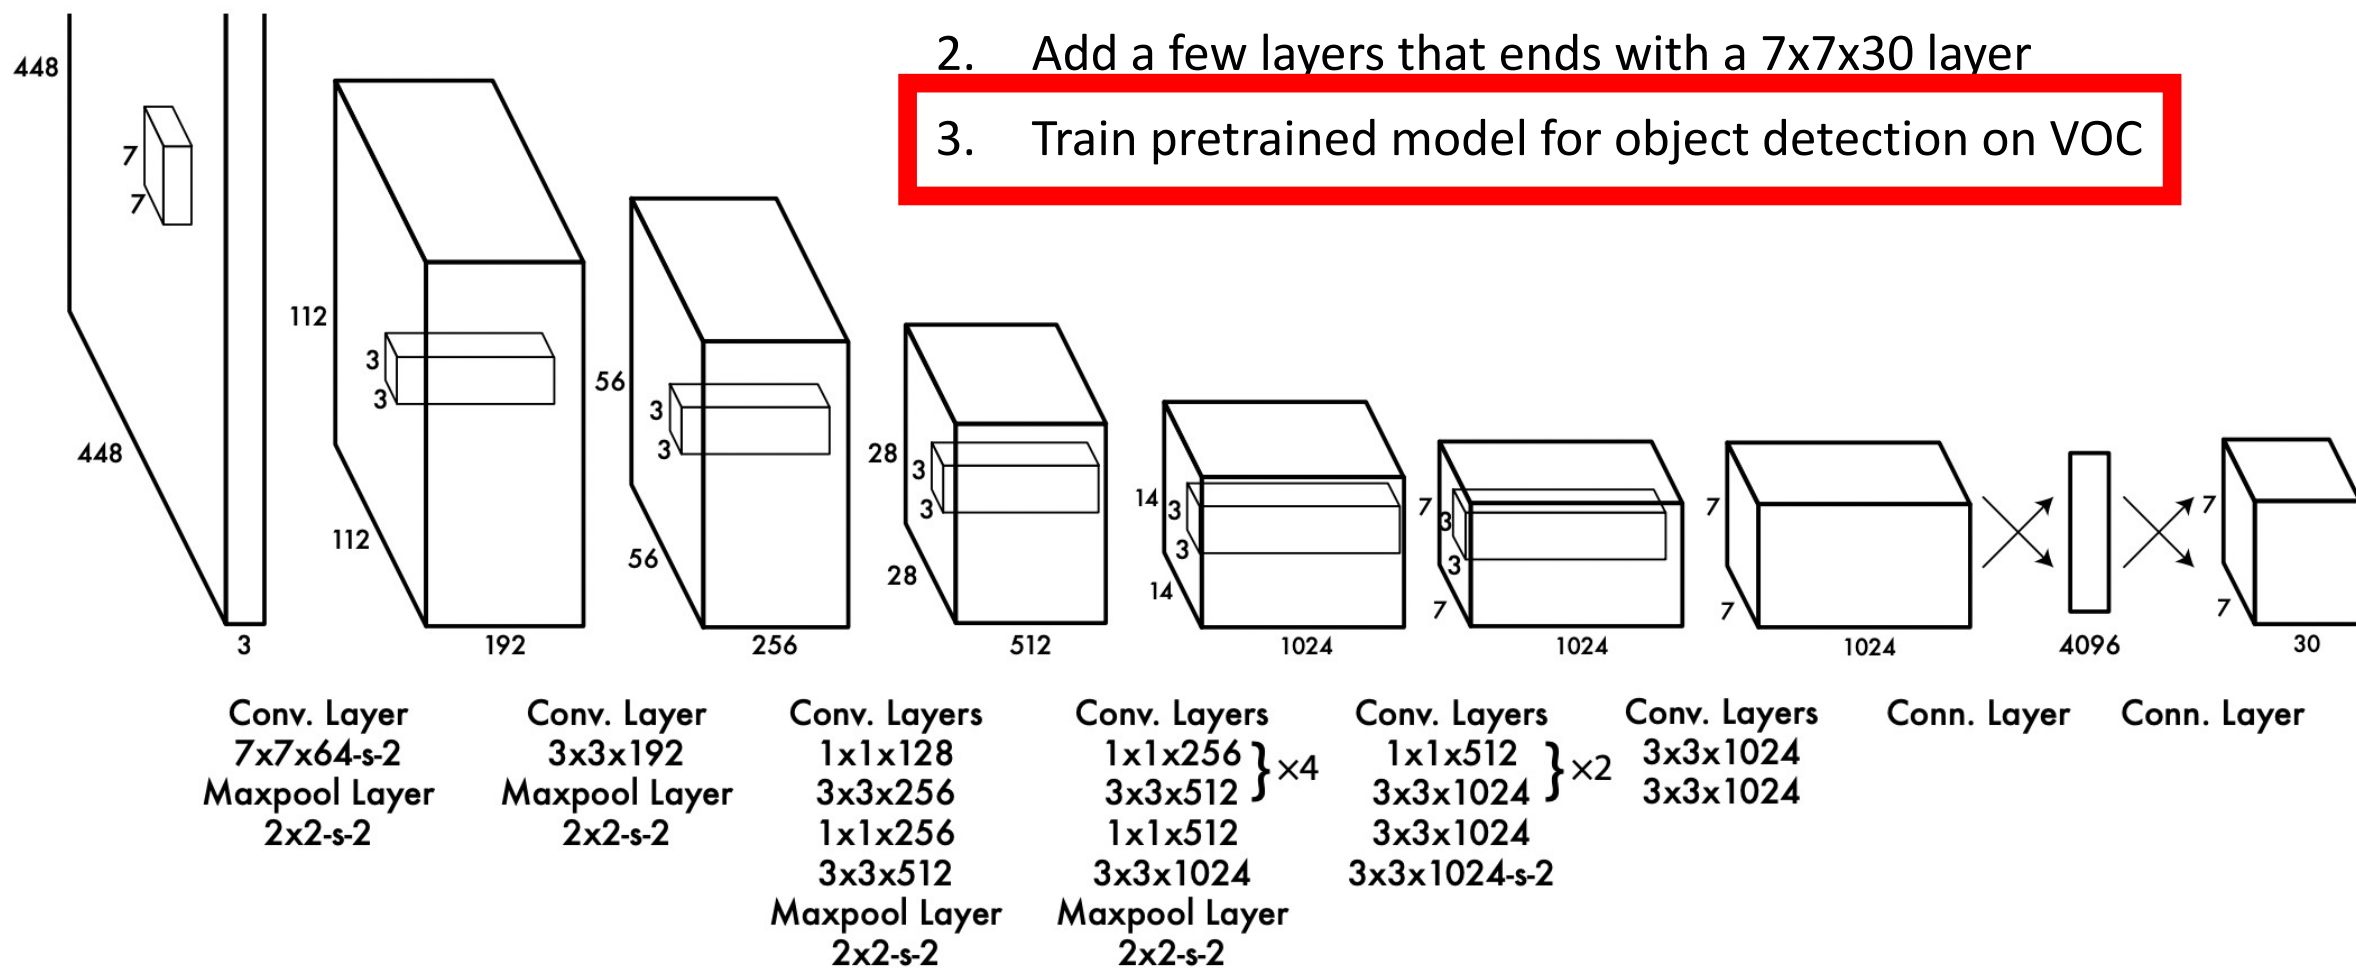 2. Add a few layers that ends with a 7x7x30 layer
3. Train pretrained model for object detection on VOC
448
7
7
448
3
112
3
3
112
192
56
3
3
56
256
28
3
3
28
512
14
3
3
14
1024
7
3
3
7
1024
7
7
1024
4096
7
7
30
Conv. Layer
7x7x64-s-2
Maxpool Layer
2x2-s-2
Conv. Layer
3x3x192
Maxpool Layer
2x2-s-2
Conv. Layers
1x1x128
3x3x256
1x1x256
3x3x512
Maxpool Layer
2x2-s-2
Conv. Layers
1x1x256
3x3x512
}×4
1x1x512
3x3x1024
Maxpool Layer
2x2-s-2
Conv. Layers
1x1x512
3x3x1024
}×2
3x3x1024
3x3x1024-s-2
Conv. Layers
3x3x1024
3x3x1024
Conn. Layer
Conn. Layer